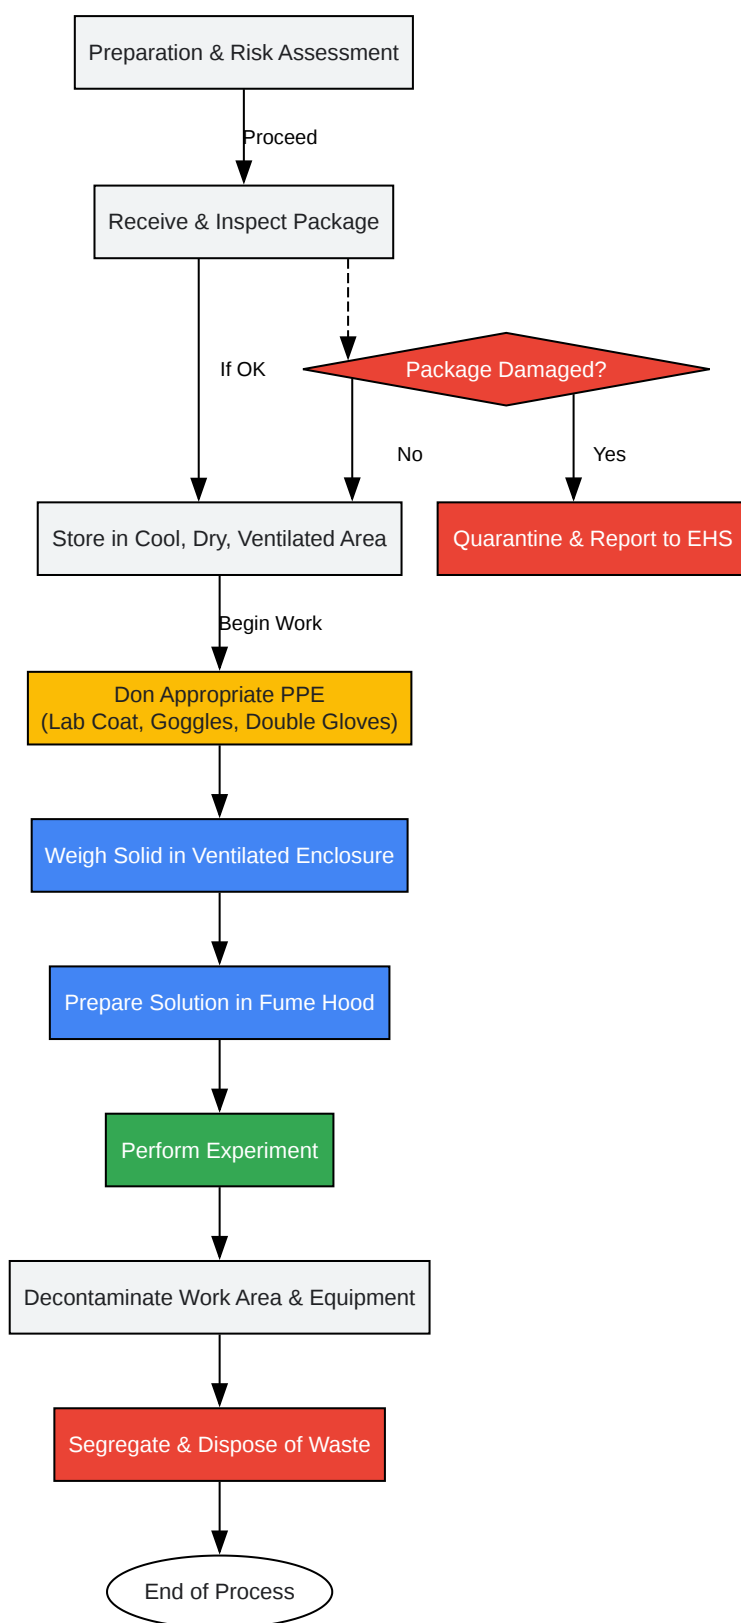 Preparation & Risk Assessment
Proceed
Receive & Inspect Package
If OK
Package Damaged?
No
Yes
Store in Cool, Dry, Ventilated Area
Quarantine & Report to EHS
Begin Work
Don Appropriate PPE
(Lab Coat, Goggles, Double Gloves)
Weigh Solid in Ventilated Enclosure
Prepare Solution in Fume Hood
Perform Experiment
Decontaminate Work Area & Equipment
Segregate & Dispose of Waste
End of Process